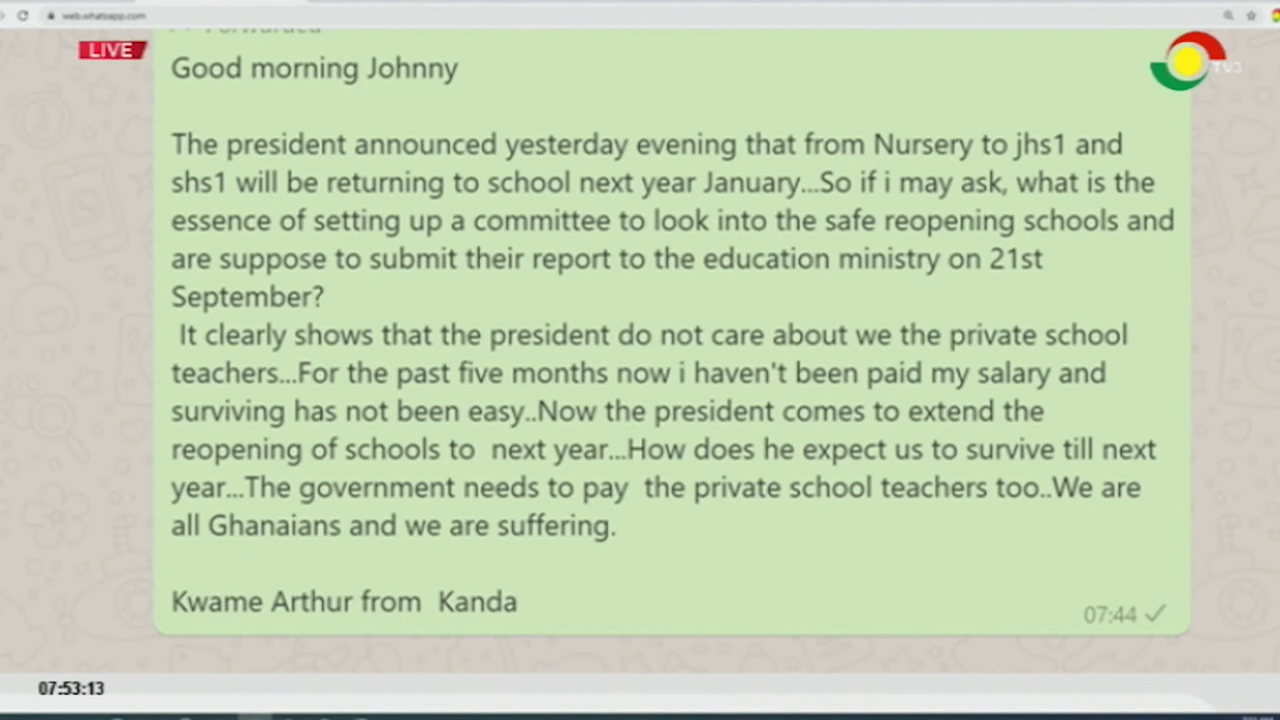 web.whatsapp.com
Forwarded
LIVE
TV3
Good morning Johnny
The president announced yesterday evening that from Nursery to jhs1 and
shs1 will be returning to school next year January...So if i may ask, what is the
essence of setting up a committee to look into the safe reopening schools and
are suppose to submit their report to the education ministry on 21st
September?
It clearly shows that the president do not care about we the private school
teachers...For the past five months now i haven't been paid my salary and
surviving has not been easy..Now the president comes to extend the
reopening of schools to next year...How does he expect us to survive till next
year...The government needs to pay the private school teachers too..We are
all Ghanaians and we are suffering.
Kwame Arthur from Kanda
07:44
07:53:13